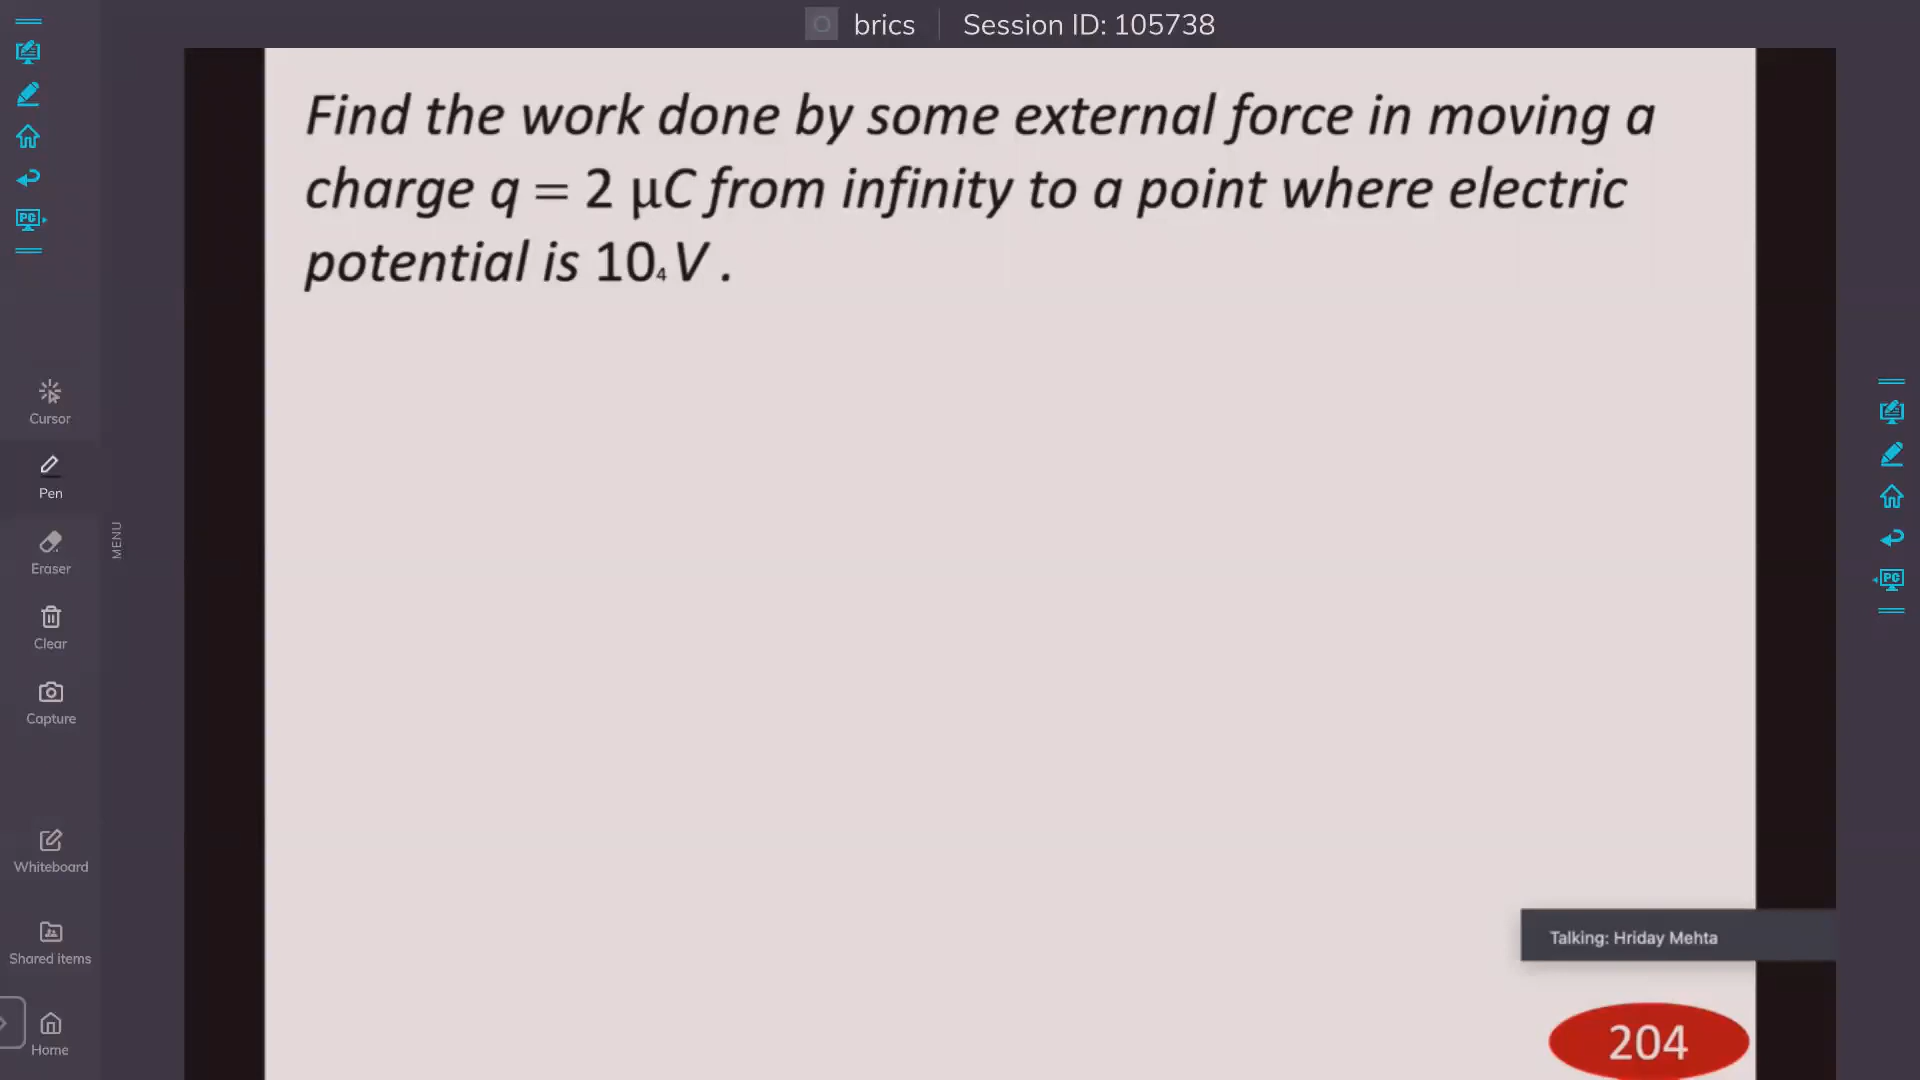 brics
Session ID: 105738
Find the work done by some external force in moving a
charge q = 2 μC from infinity to a point where electric
potential is 10₄ V .
PC
Cursor
Pen
MENU
Eraser
Clear
Capture
PC
Whiteboard
Shared items
Talking: Hriday Mehta
Home
204